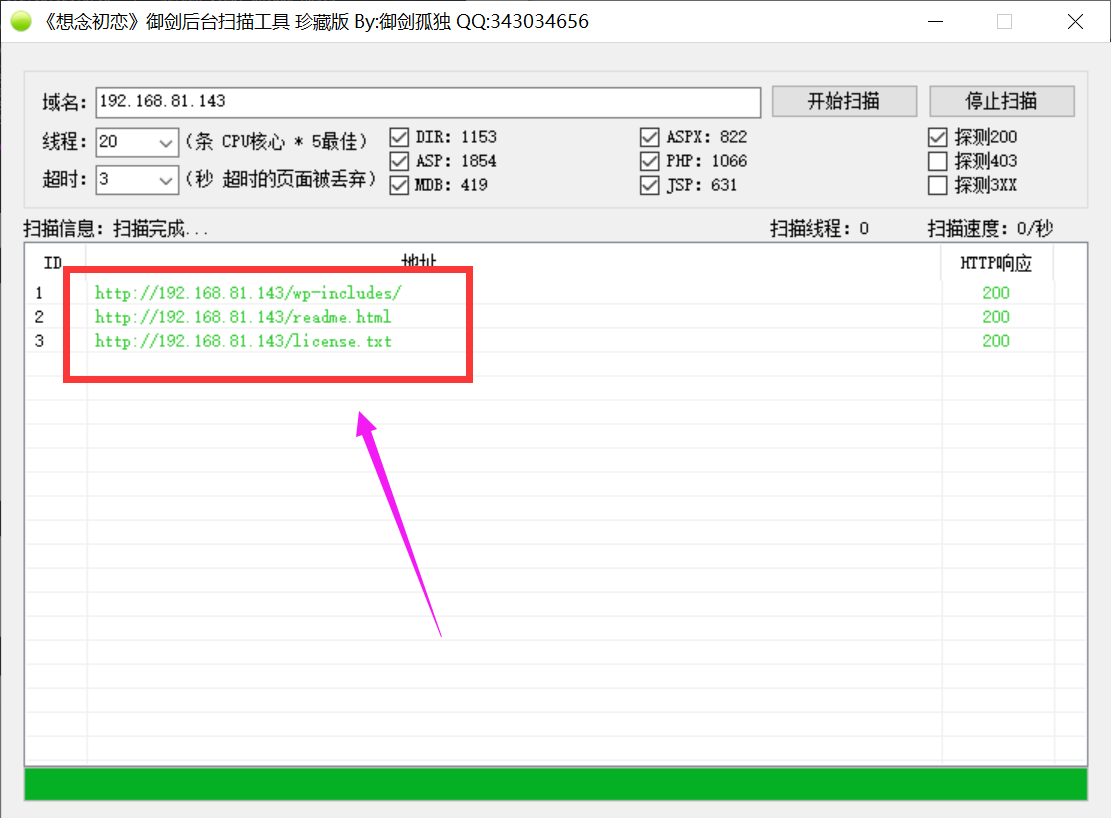 《想念初恋》御剑后台扫描工具 珍藏版 By:御剑孤独 QQ:343034656
域名： 192.168.81.143 开始扫描 停止扫描
线程： 20 (条 CPU核心 * 5最佳) DIR: 1153 ASPX: 822 探测200
ASP: 1854 PHP: 1066 探测403
超时： 3 (秒 超时的页面被丢弃) MDB: 419 JSP: 631 探测3XX
扫描信息：扫描完成... 扫描线程：0 扫描速度：0/秒
ID 地址 HTTP响应
1 http://192.168.81.143/wp-includes/ 200
2 http://192.168.81.143/readme.html 200
3 http://192.168.81.143/license.txt 200